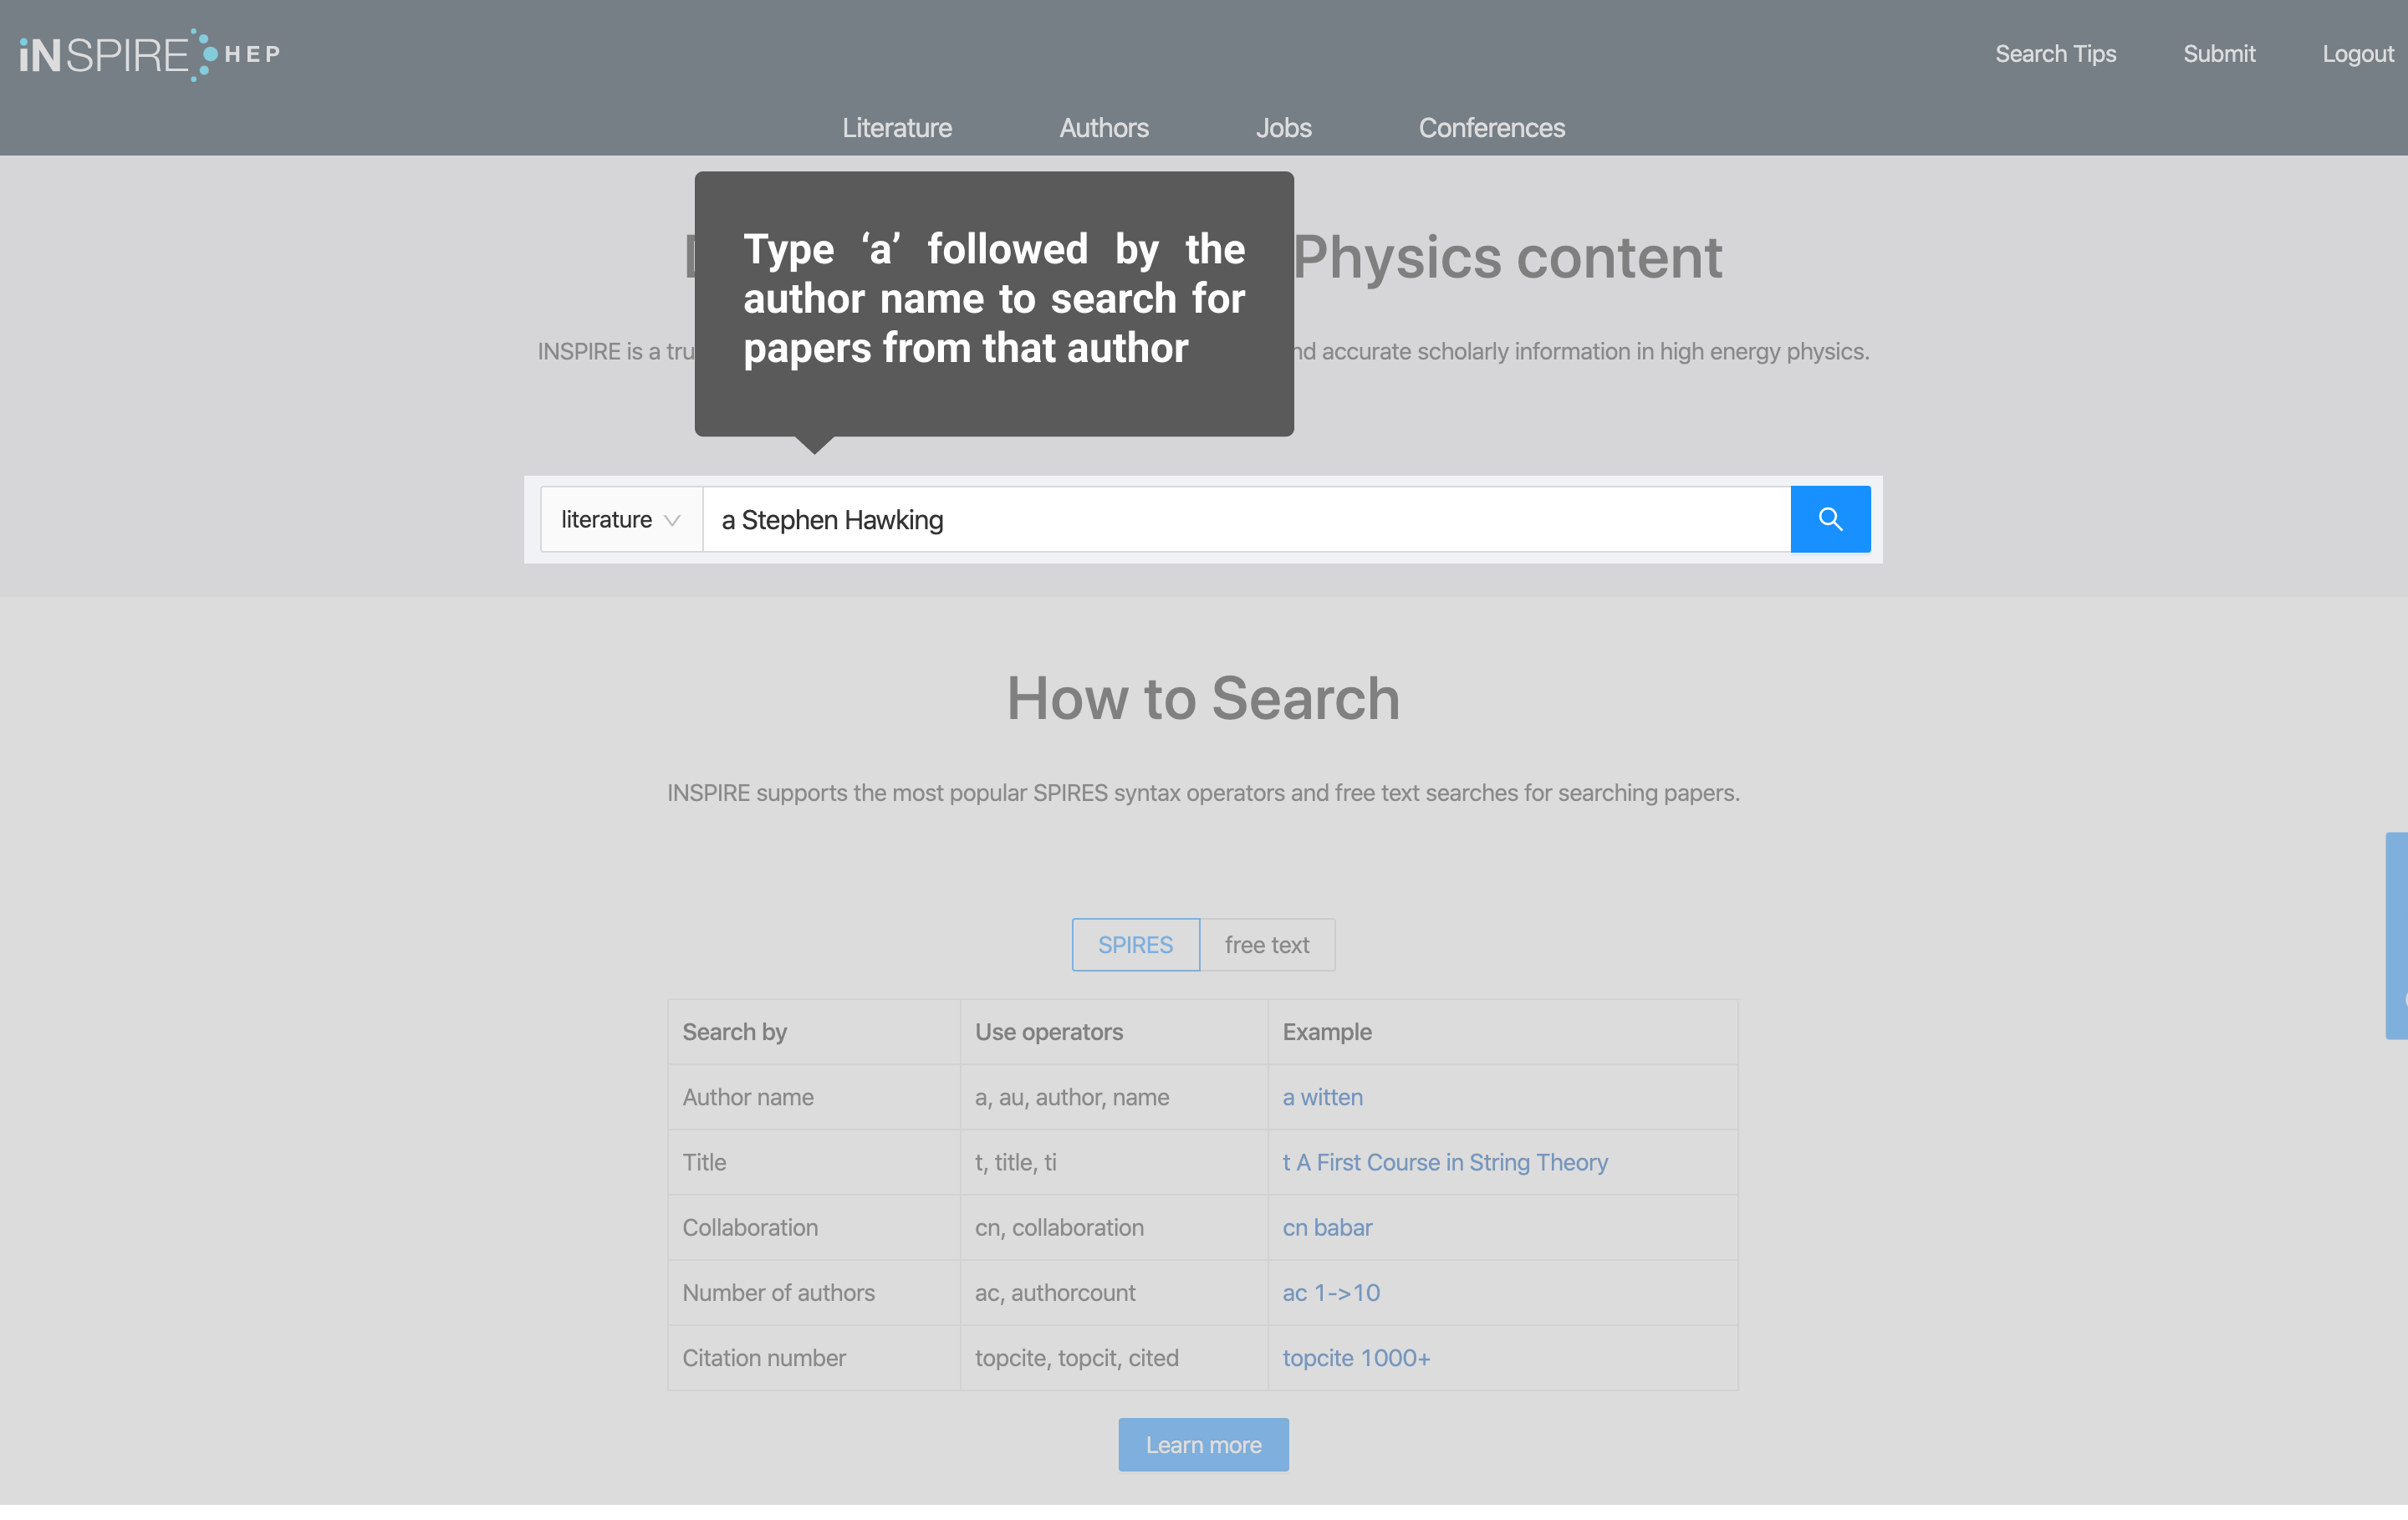 iNSPIRE HEP
Search Tips Submit Logout
Literature Authors Jobs Conferences
Type ‘a’ followed by the
author name to search for
papers from that author
Physics content
INSPIRE is a
accurate scholarly information in high energy physics.
literature a Stephen Hawking
How to Search
INSPIRE supports the most popular SPIRES syntax operators and free text searches for searching papers.
SPIRES free text
Search by Use operators Example
Author name a, au, author, name a witten
Title t, title, ti t A First Course in String Theory
Collaboration cn, collaboration cn babar
Number of authors ac, authorcount ac 1->10
Citation number topcite, topcit, cited topcite 1000+
Learn more